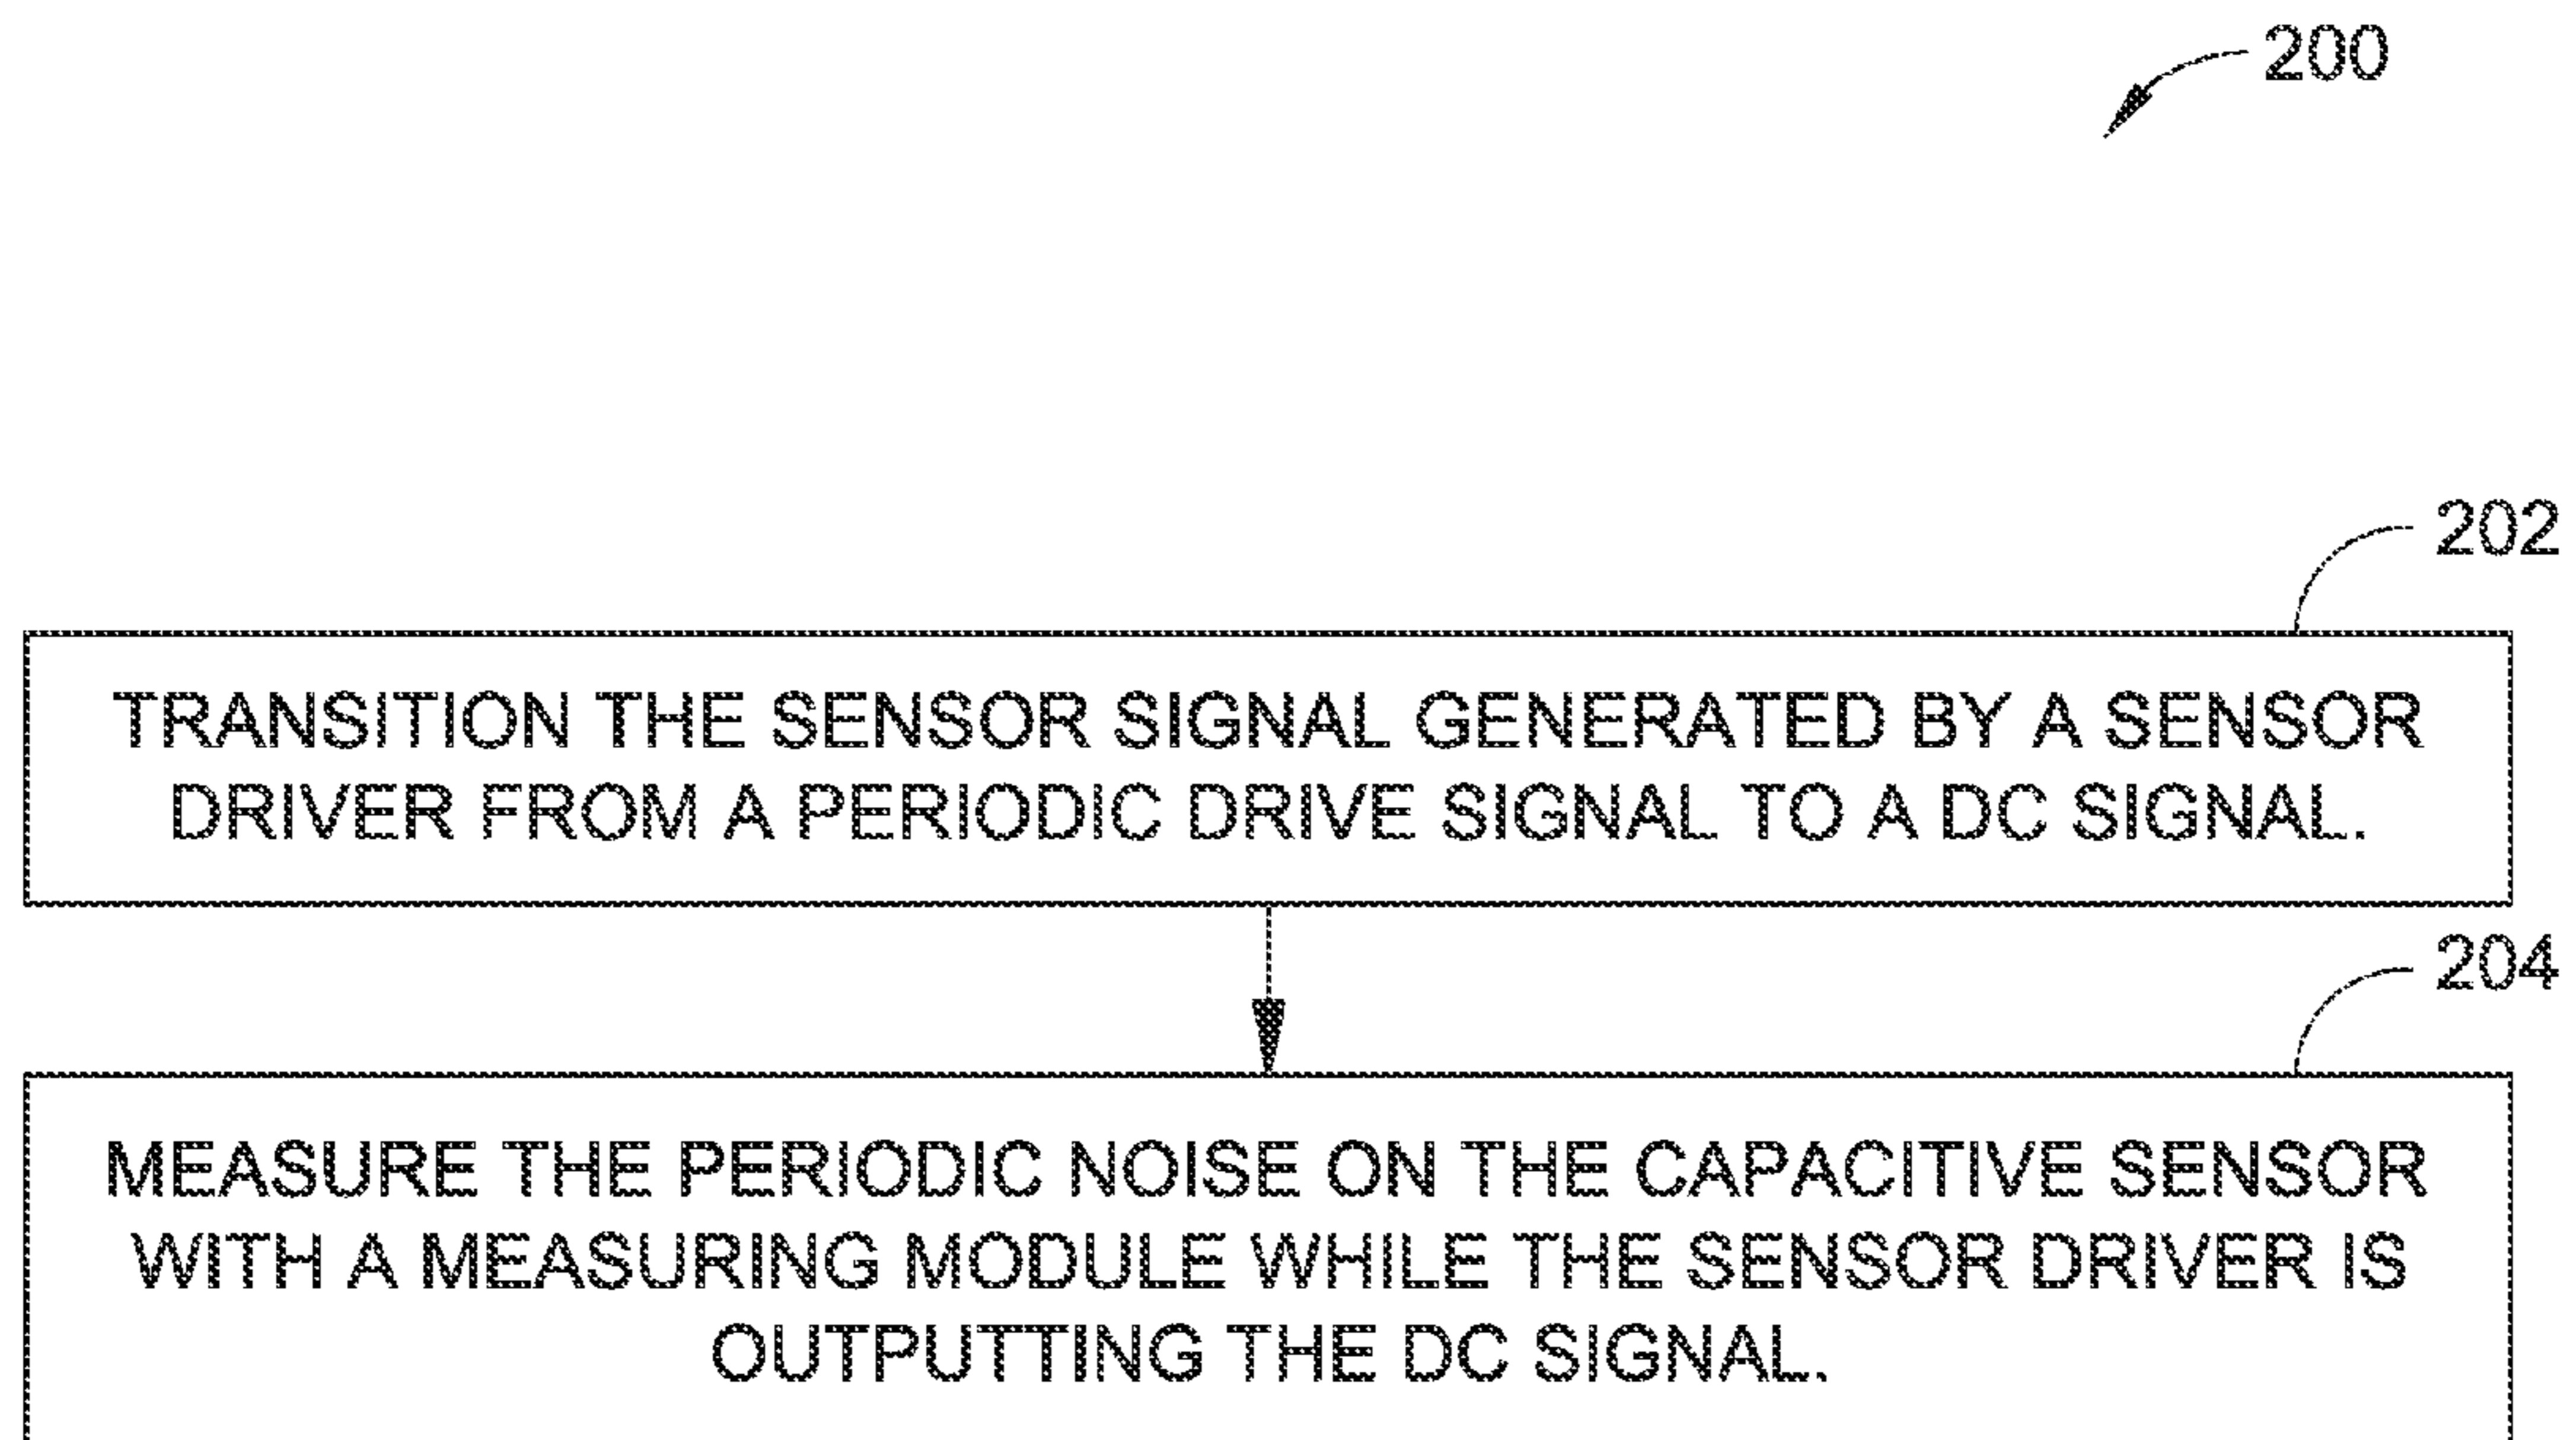 200
202
TRANSITION THE SENSOR SIGNAL GENERATED BY A SENSOR
DRIVER FROM A PERIODIC DRIVE SIGNAL TO A DC SIGNAL.
204
MEASURE THE PERIODIC NOISE ON THE CAPACITIVE SENSOR
WITH A MEASURING MODULE WHILE THE SENSOR DRIVER IS
OUTPUTTING THE DC SIGNAL.